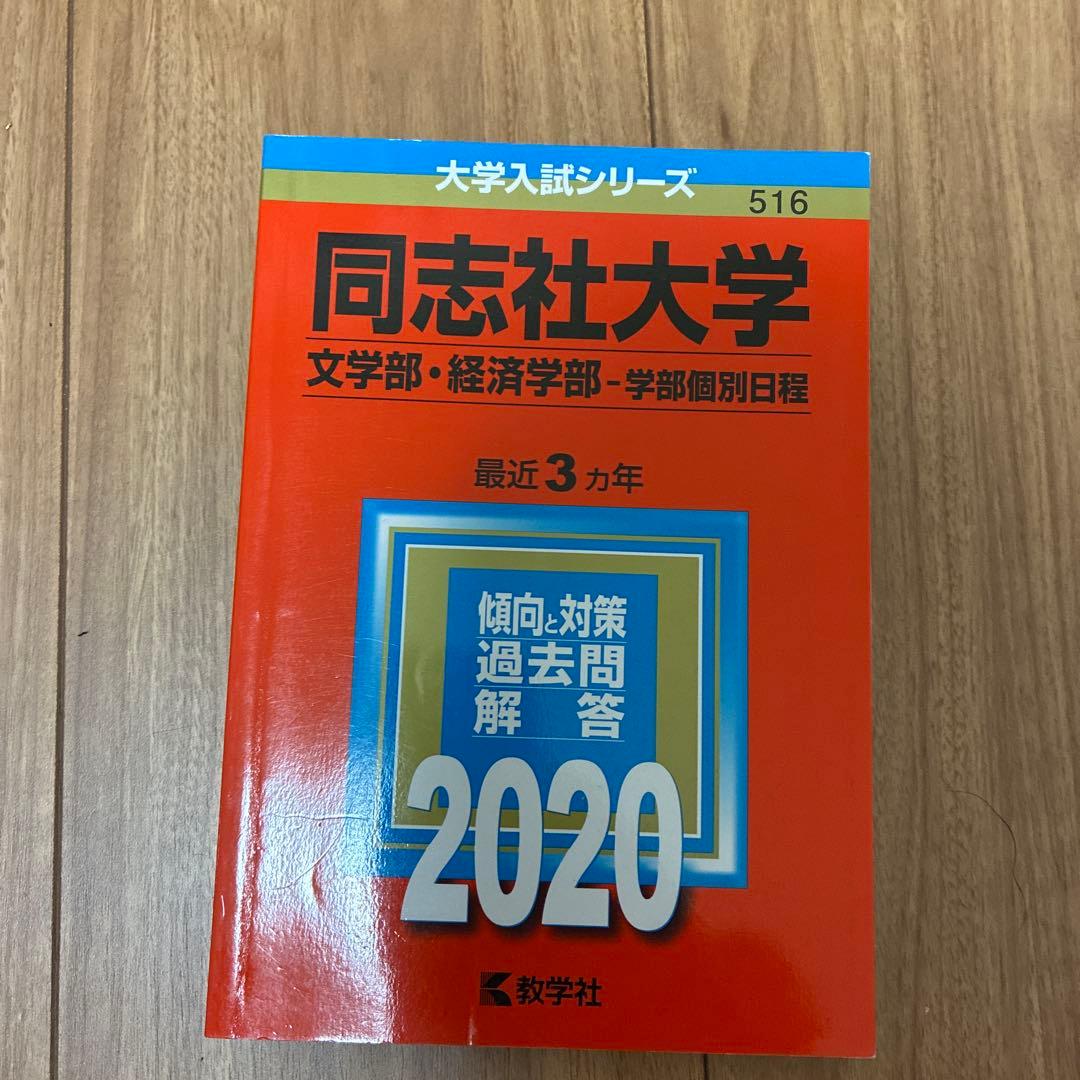 大学入試シリーズ
516
同志社大学
文学部・経済学部－学部個別日程
最近3カ年
傾向と対策
過去問
解答
2020
教学社